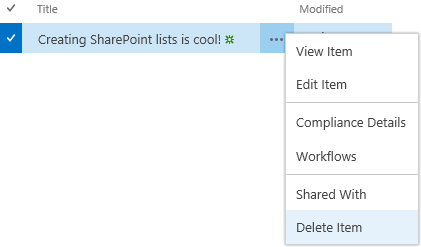 Title Modified
Creating SharePoint lists is cool!
View Item
Edit Item
Compliance Details
Workflows
Shared With
Delete Item